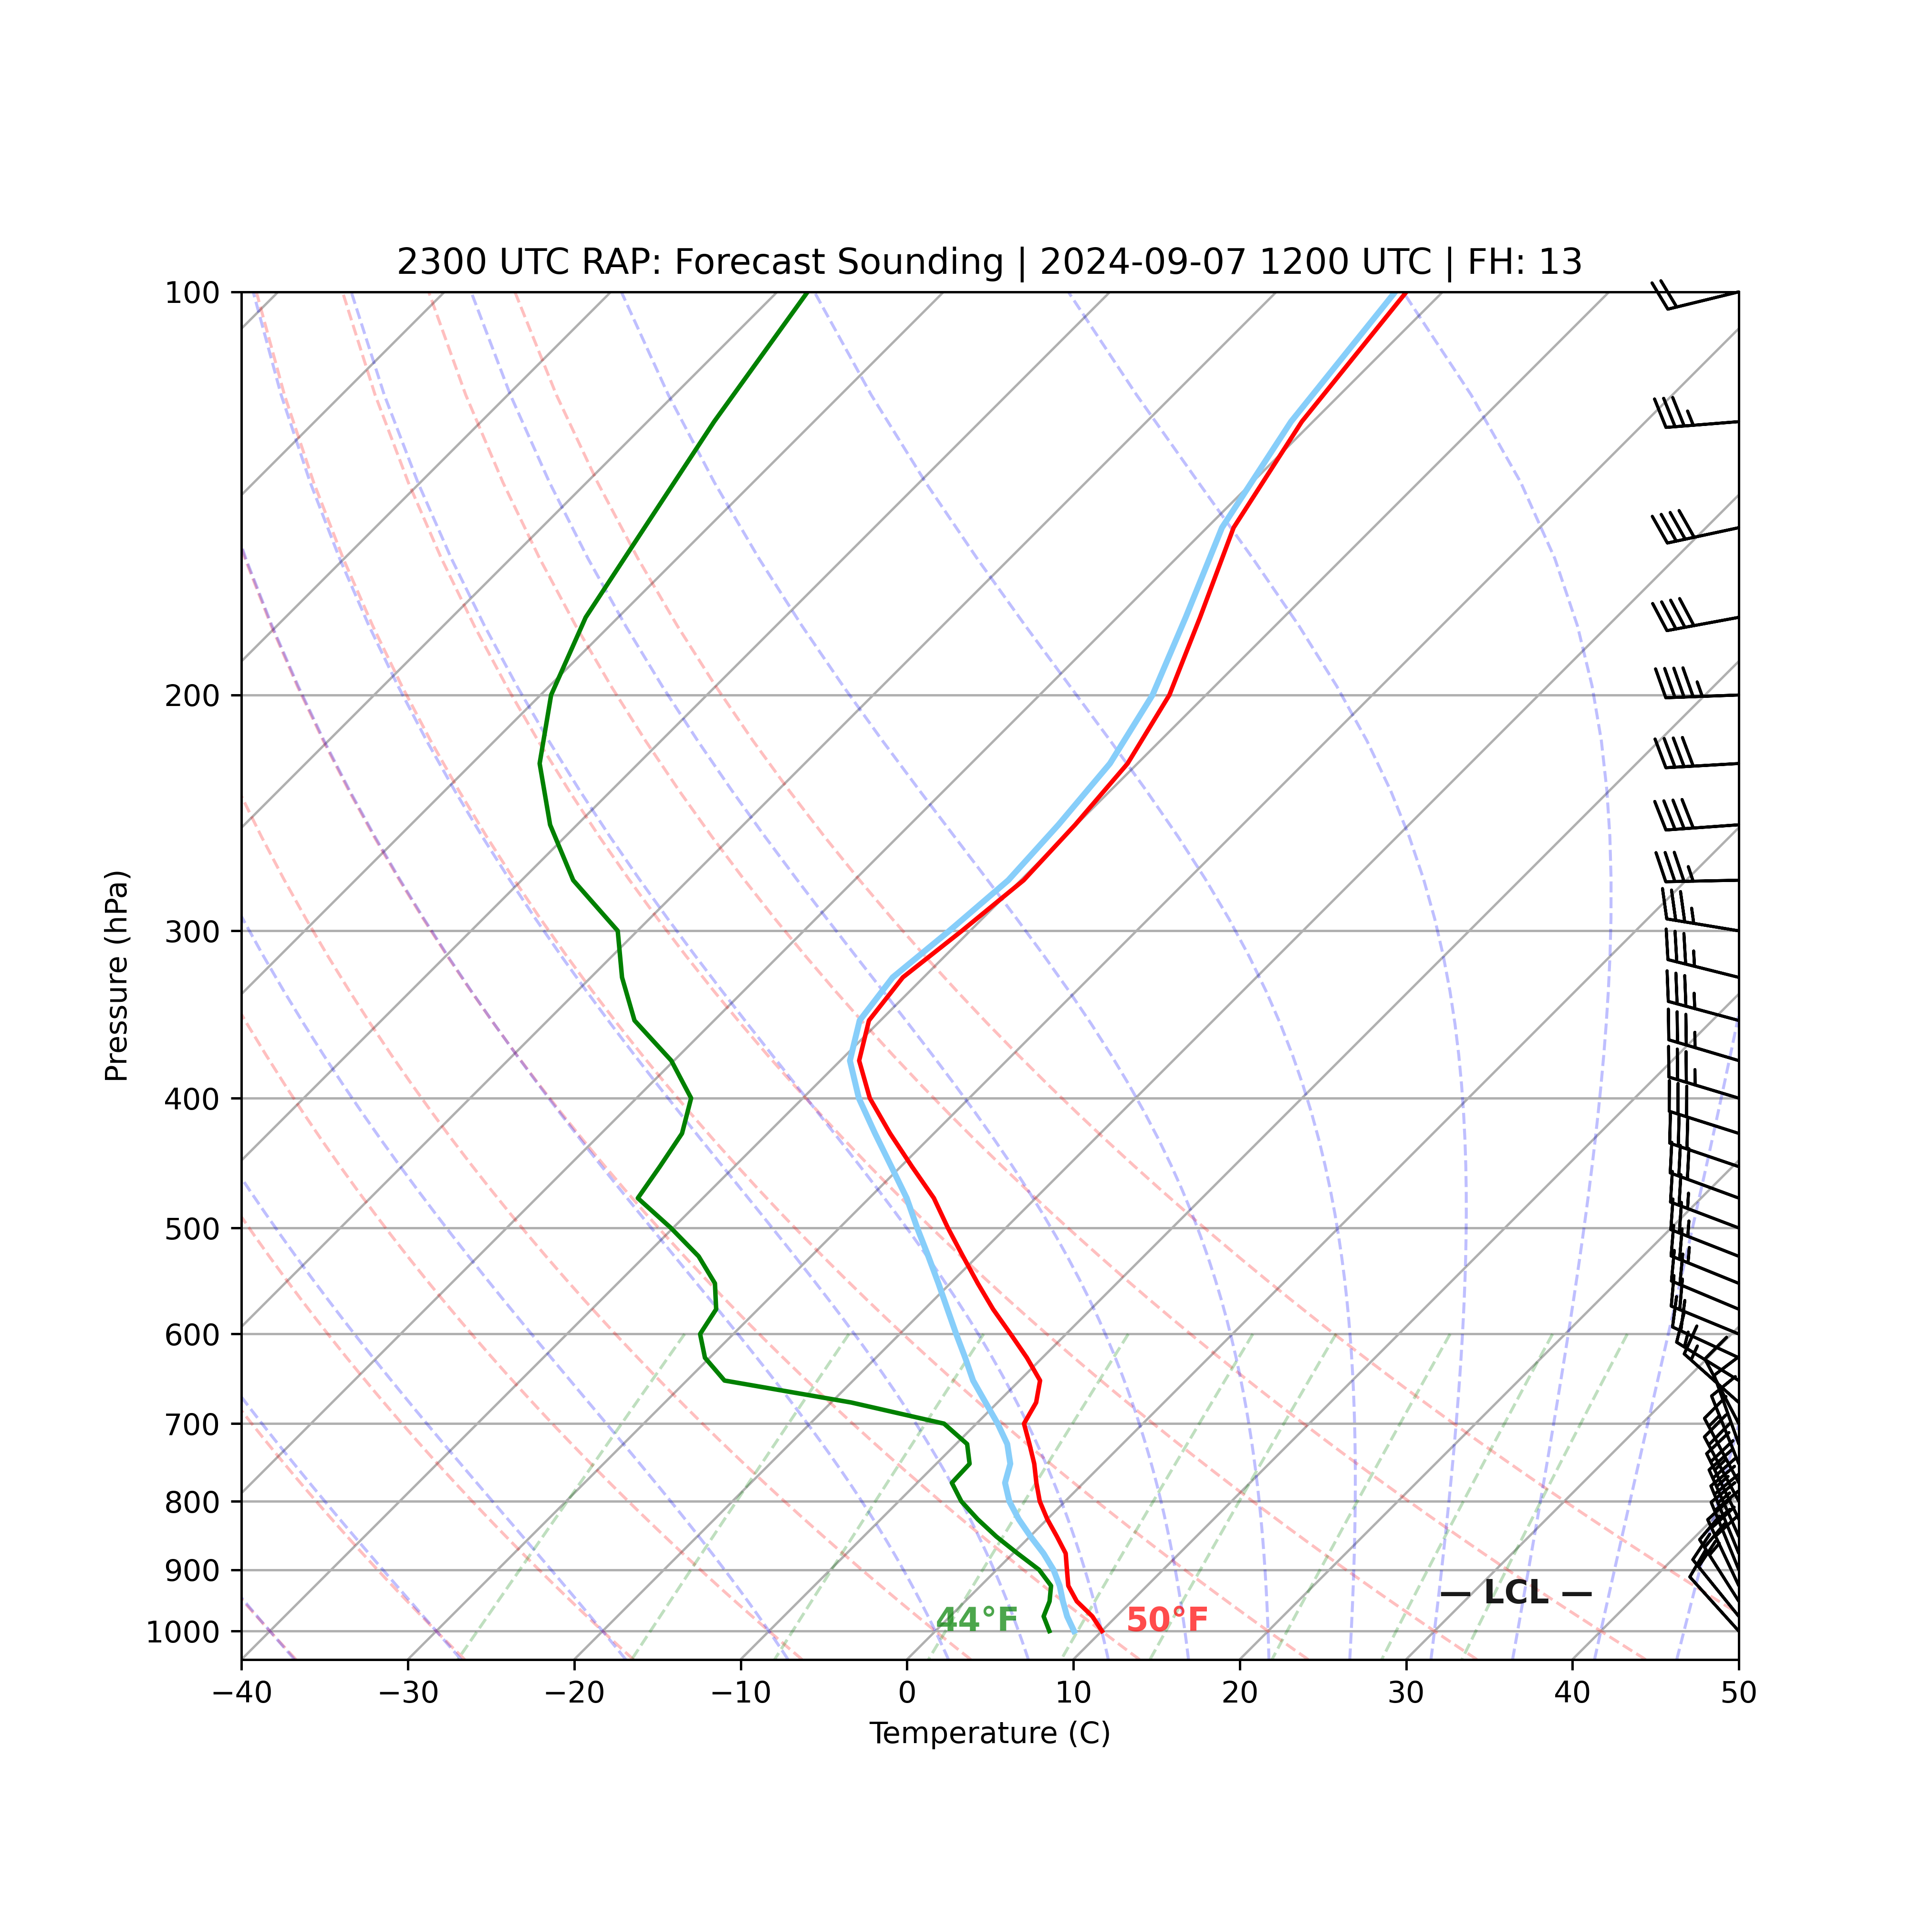 2300 UTC RAP: Forecast Sounding | 2024-09-07 1200 UTC | FH: 13
100
200
300
400
500
600
700
800
900
1000
Pressure (hPa)
44°F
50°F
— LCL —
−40 −30 −20 −10 0 10 20 30 40 50
Temperature (C)